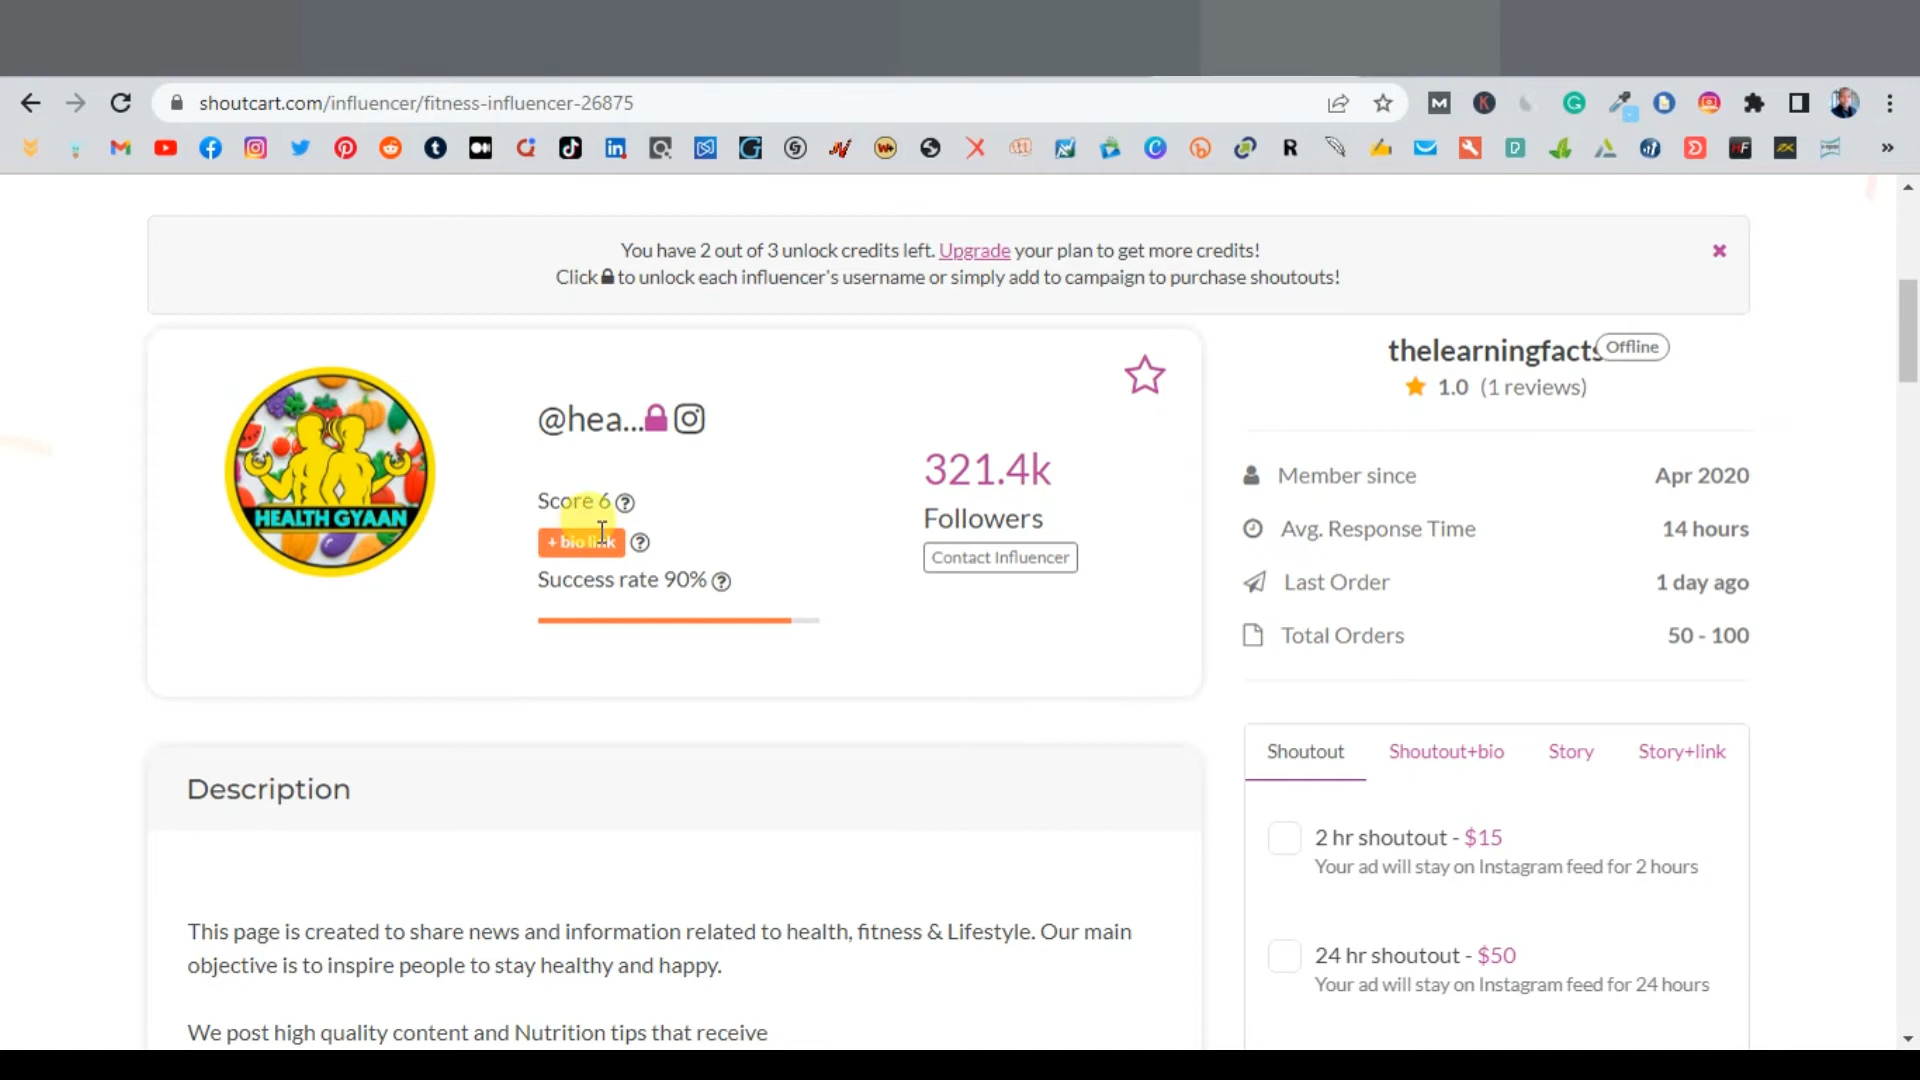 shoutcart.com/influencer/fitness-influencer-26875
You have 2 out of 3 unlock credits left. Upgrade your plan to get more credits!
Click to unlock each influencer's username or simply add to campaign to purchase shoutouts!
HEALTH GYAAN
@hea...
Score 6
+ bio link
Success rate 90%
321.4k
Followers
Contact Influencer
thelearningfacts
Offline
1.0 (1 reviews)
Member since Apr 2020
Avg. Response Time 14 hours
Last Order 1 day ago
Total Orders 50 - 100
Shoutout Shoutout+bio Story Story+link
2 hr shoutout - $15
Your ad will stay on Instagram feed for 2 hours
24 hr shoutout - $50
Your ad will stay on Instagram feed for 24 hours
Description
This page is created to share news and information related to health, fitness & Lifestyle. Our main
objective is to inspire people to stay healthy and happy.
We post high quality content and Nutrition tips that receive